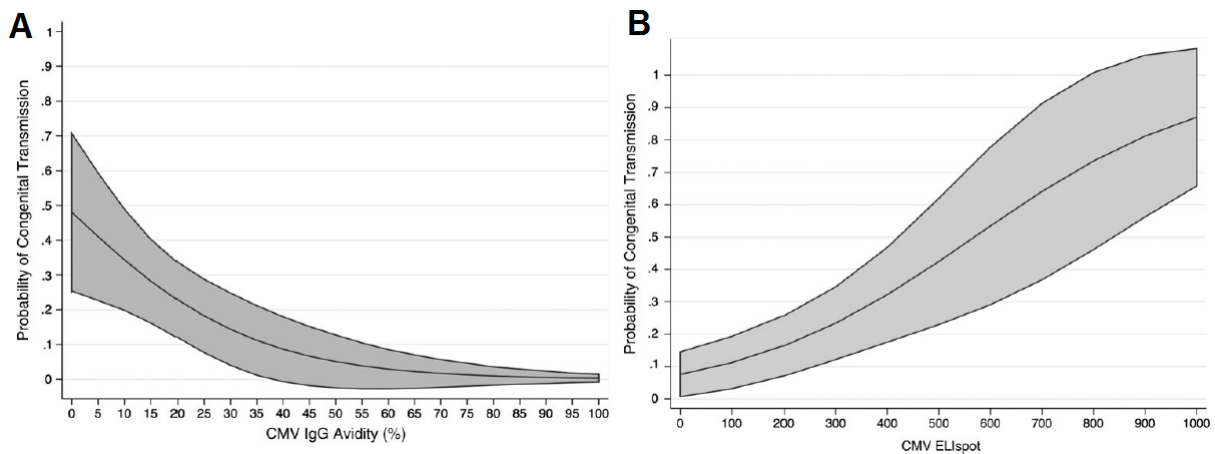 A
Probability of Congenital Transmission
1
.9
.8
.7
.6
.5
.4
.3
.2
.1
0
0 5 10 15 20 25 30 35 40 45 50 55 60 65 70 75 80 85 90 95 100
CMV IgG Avidity (%)
B
Probability of Congenital Transmission
1
.9
.8
.7
.6
.5
.4
.3
.2
.1
0
0 100 200 300 400 500 600 700 800 900 1000
CMV ELIspot